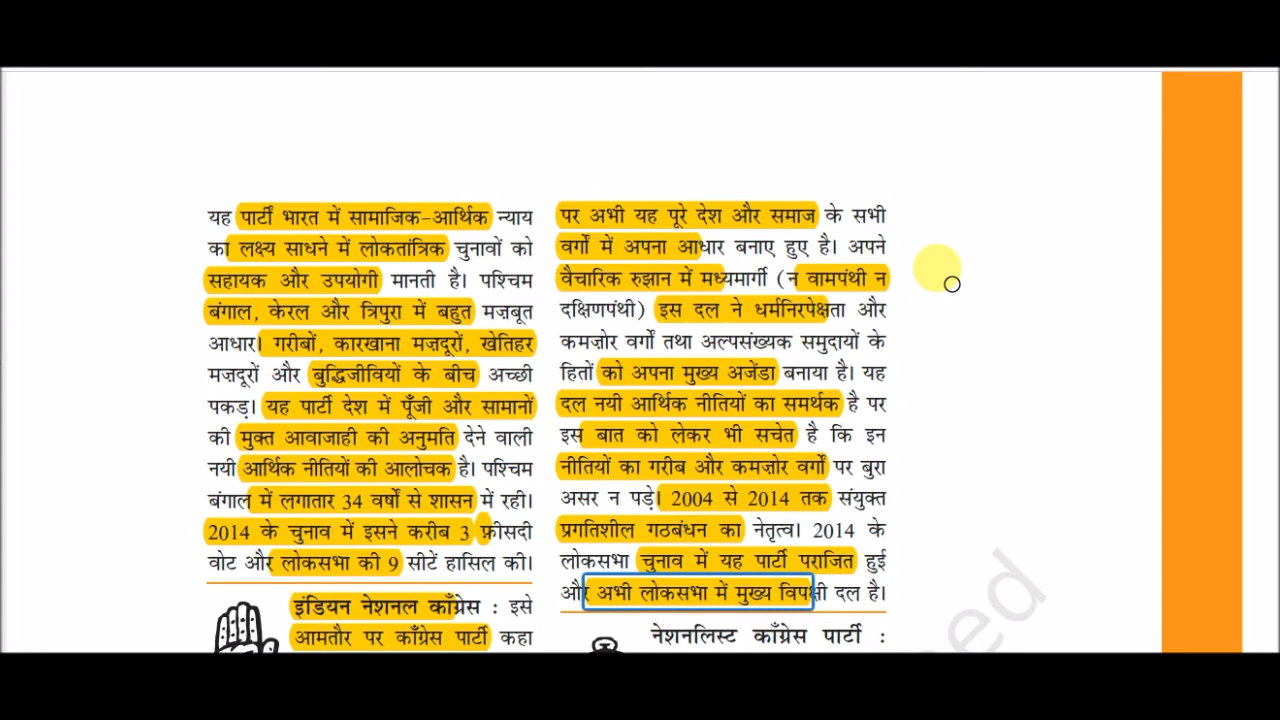 यह पार्टी भारत में सामाजिक-आर्थिक न्याय
का लक्ष्य साधने में लोकतांत्रिक चुनावों को
सहायक और उपयोगी मानती है। पश्चिम
बंगाल, केरल और त्रिपुरा में बहुत मज़बूत
आधार। गरीबों, कारखाना मज़दूरों, खेतिहर
मज़दूरों और बुद्धिजीवियों के बीच अच्छी
पकड़। यह पार्टी देश में पूँजी और सामानों
की मुक्त आवाजाही की अनुमति देने वाली
नयी आर्थिक नीतियों की आलोचक है। पश्चिम
बंगाल में लगातार 34 वर्षों से शासन में रही।
2014 के चुनाव में इसने करीब 3 फ़ीसदी
वोट और लोकसभा की 9 सीटें हासिल की।
इंडियन नेशनल काँग्रेस : इसे
आमतौर पर काँग्रेस पार्टी कहा
पर अभी यह पूरे देश और समाज के सभी
वर्गों में अपना आधार बनाए हुए है। अपने
वैचारिक रुझान में मध्यमार्गी (न वामपंथी न
दक्षिणपंथी) इस दल ने धर्मनिरपेक्षता और
कमज़ोर वर्गों तथा अल्पसंख्यक समुदायों के
हितों को अपना मुख्य अजेंडा बनाया है। यह
दल नयी आर्थिक नीतियों का समर्थक है पर
इस बात को लेकर भी सचेत है कि इन
नीतियों का गरीब और कमज़ोर वर्गों पर बुरा
असर न पड़े। 2004 से 2014 तक संयुक्त
प्रगतिशील गठबंधन का नेतृत्व। 2014 के
लोकसभा चुनाव में यह पार्टी पराजित हुई
और अभी लोकसभा में मुख्य विपक्षी दल है।
नेशनलिस्ट काँग्रेस पार्टी :
ed